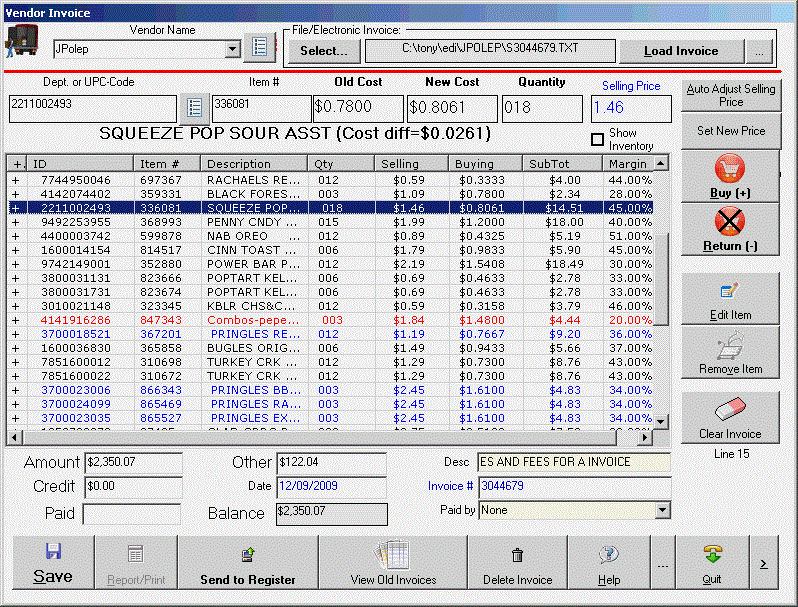 Vendor Invoice
Vendor Name
JPolep
File/Electronic Invoice:
Select...
C:\tony\edi\JPOLEP\S3044679.TXT
Load Invoice
...
Dept. or UPC-Code
Item #
Old Cost
New Cost
Quantity
Selling Price
2211002493
336081
$0.7800
$0.8061
018
1.46
SQUEEZE POP SOUR ASST (Cost diff=$0.0261)
Show Inventory
Auto Adjust Selling Price
Set New Price
Buy (+)
Return (-)
Edit Item
Remove Item
Clear Invoice
Line 15
+. ID Item # Description Qty Selling Buying SubTot Margin
+ 7744950046 697367 RACHAELS RE... 012 $0.59 $0.3333 $4.00 44.00%
+ 4142074402 359331 BLACK FORES... 003 $1.09 $0.7800 $2.34 28.00%
+ 2211002493 336081 SQUEEZE POP... 018 $1.46 $0.8061 $14.51 45.00%
+ 9492253955 368993 PENNY CNDY ... 015 $1.99 $1.2000 $18.00 40.00%
+ 4400003742 599878 NAB OREO ... 012 $0.89 $0.4325 $5.19 51.00%
+ 1600014154 814517 CINN TOAST ... 006 $1.79 $0.9833 $5.90 45.00%
+ 9742149001 352880 POWER BAR P... 012 $2.19 $1.5408 $18.49 30.00%
+ 3800031131 823666 POPTART KEL... 006 $0.69 $0.4633 $2.78 33.00%
+ 3800031731 823674 POPTART KEL... 006 $0.69 $0.4633 $2.78 33.00%
+ 3010021148 323345 KBLR CHS&C... 012 $0.59 $0.3158 $3.79 46.00%
+ 4141916286 847343 Combos-pepe... 003 $1.84 $1.4800 $4.44 20.00%
+ 3700018521 367201 PRINGLES RE... 012 $1.19 $0.7667 $9.20 36.00%
+ 1600036830 365858 BUGLES ORIG... 006 $1.49 $0.9433 $5.66 37.00%
+ 7851600012 310698 TURKEY CRK ... 012 $1.29 $0.7300 $8.76 43.00%
+ 7851600022 310672 TURKEY CRK ... 012 $1.29 $0.7300 $8.76 43.00%
+ 3700023006 866343 PRINGLES BB... 003 $2.45 $1.6100 $4.83 34.00%
+ 3700024099 865469 PRINGLES RA... 003 $2.45 $1.6100 $4.83 34.00%
+ 3700023035 865527 PRINGLES EX... 003 $2.45 $1.6100 $4.83 34.00%
Amount $2,350.07
Other $122.04
Desc ES AND FEES FOR A INVOICE
Credit $0.00
Date 12/09/2009
Invoice # 3044679
Paid
Balance $2,350.07
Paid by None
Save
Report/Print
Send to Register
View Old Invoices
Delete Invoice
Help
...
Quit
>